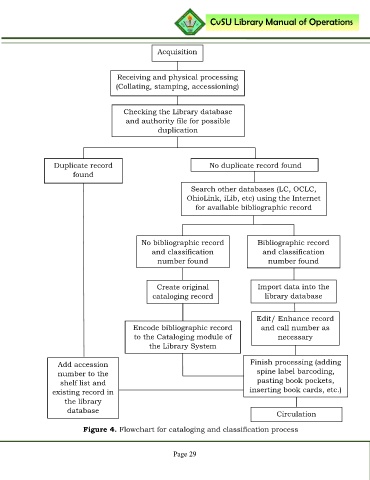 CvSU Library Manual of Operations
Acquisition
Receiving and physical processing
(Collating, stamping, accessioning)
Checking the Library database
and authority file for possible
duplication
Duplicate record
found
No duplicate record found
Search other databases (LC, OCLC,
OhioLink, iLib, etc) using the Internet
for available bibliographic record
No bibliographic record
and classification
number found
Bibliographic record
and classification
number found
Create original
cataloging record
Import data into the
library database
Encode bibliographic record
to the Cataloging module of
the Library System
Edit/ Enhance record
and call number as
necessary
Add accession
number to the
shelf list and
existing record in
the library
database
Finish processing (adding
spine label barcoding,
pasting book pockets,
inserting book cards, etc.)
Circulation
Figure 4. Flowchart for cataloging and classification process
Page 29